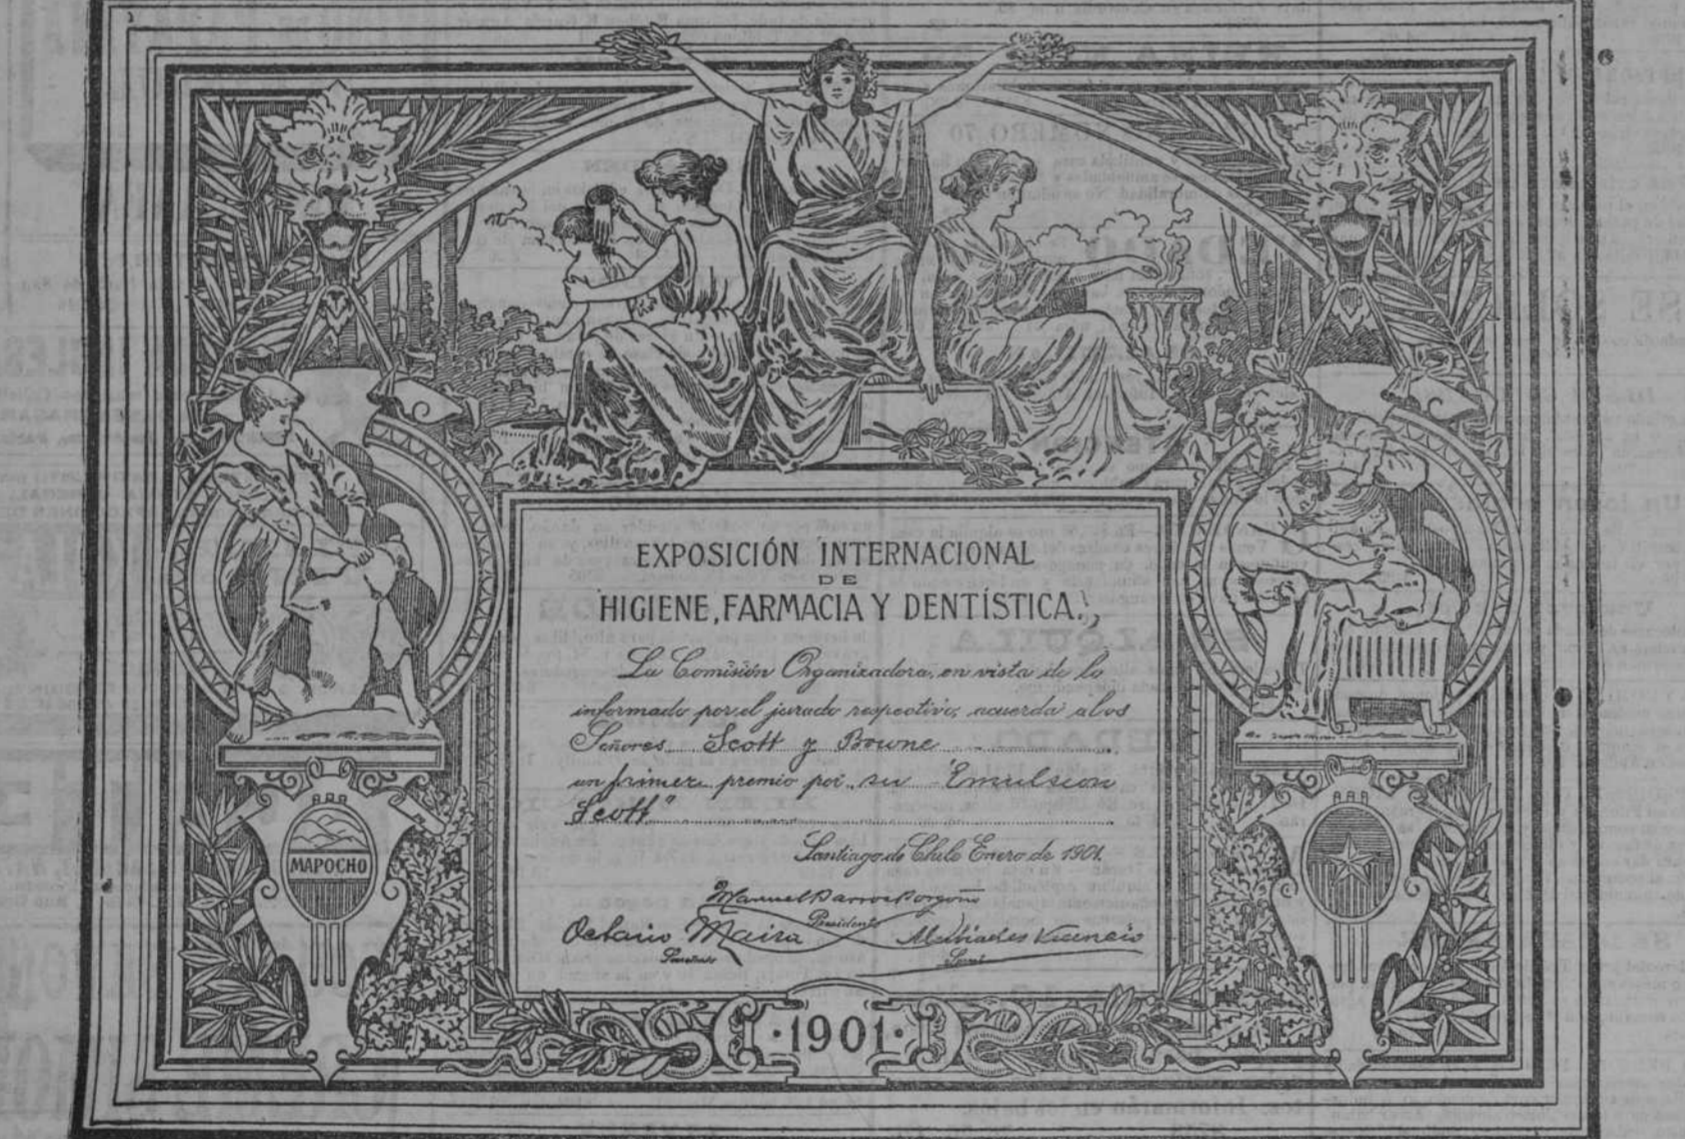 EXPOSICIÓN INTERNACIONAL
DE
HIGIENE, FARMACIA Y DENTÍSTICA.
La Comisión Organizadora, en vista de lo
informado por el jurado respectivo, acuerda a los
Señores Scott y Bowne
un primer premio por su Emulsion
Scott"
Santiago de Chile Enero de 1901.
Manuel Barros Borgoño
Presidente
Octavio Maira
MAPOCHO
·1901·